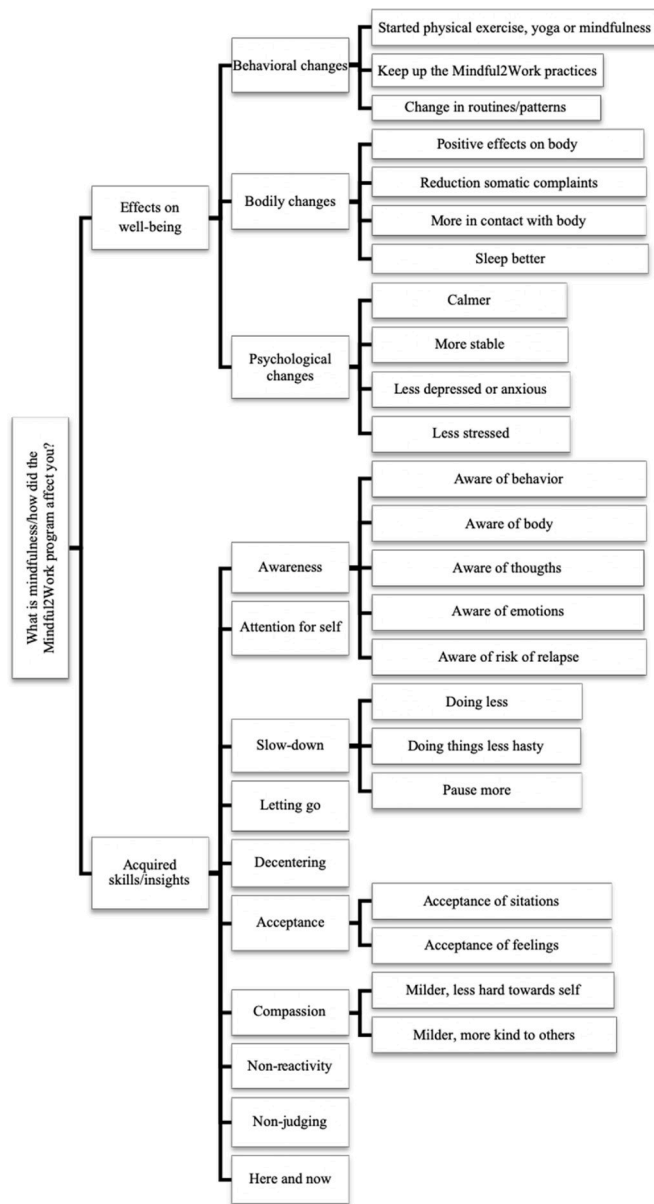 What is mindfulness/how did the
Mindful2Work program affect you?
Effects on
well-being
Behavioral changes
Started physical exercise, yoga or mindfulness
Keep up the Mindful2Work practices
Change in routines/patterns
Bodily changes
Positive effects on body
Reduction somatic complaints
More in contact with body
Sleep better
Psychological
changes
Calmer
More stable
Less depressed or anxious
Less stressed
Acquired
skills/insights
Awareness
Aware of behavior
Aware of body
Aware of thougths
Aware of emotions
Aware of risk of relapse
Attention for self
Slow-down
Doing less
Doing things less hasty
Pause more
Letting go
Decentering
Acceptance
Acceptance of sitations
Acceptance of feelings
Compassion
Milder, less hard towards self
Milder, more kind to others
Non-reactivity
Non-judging
Here and now